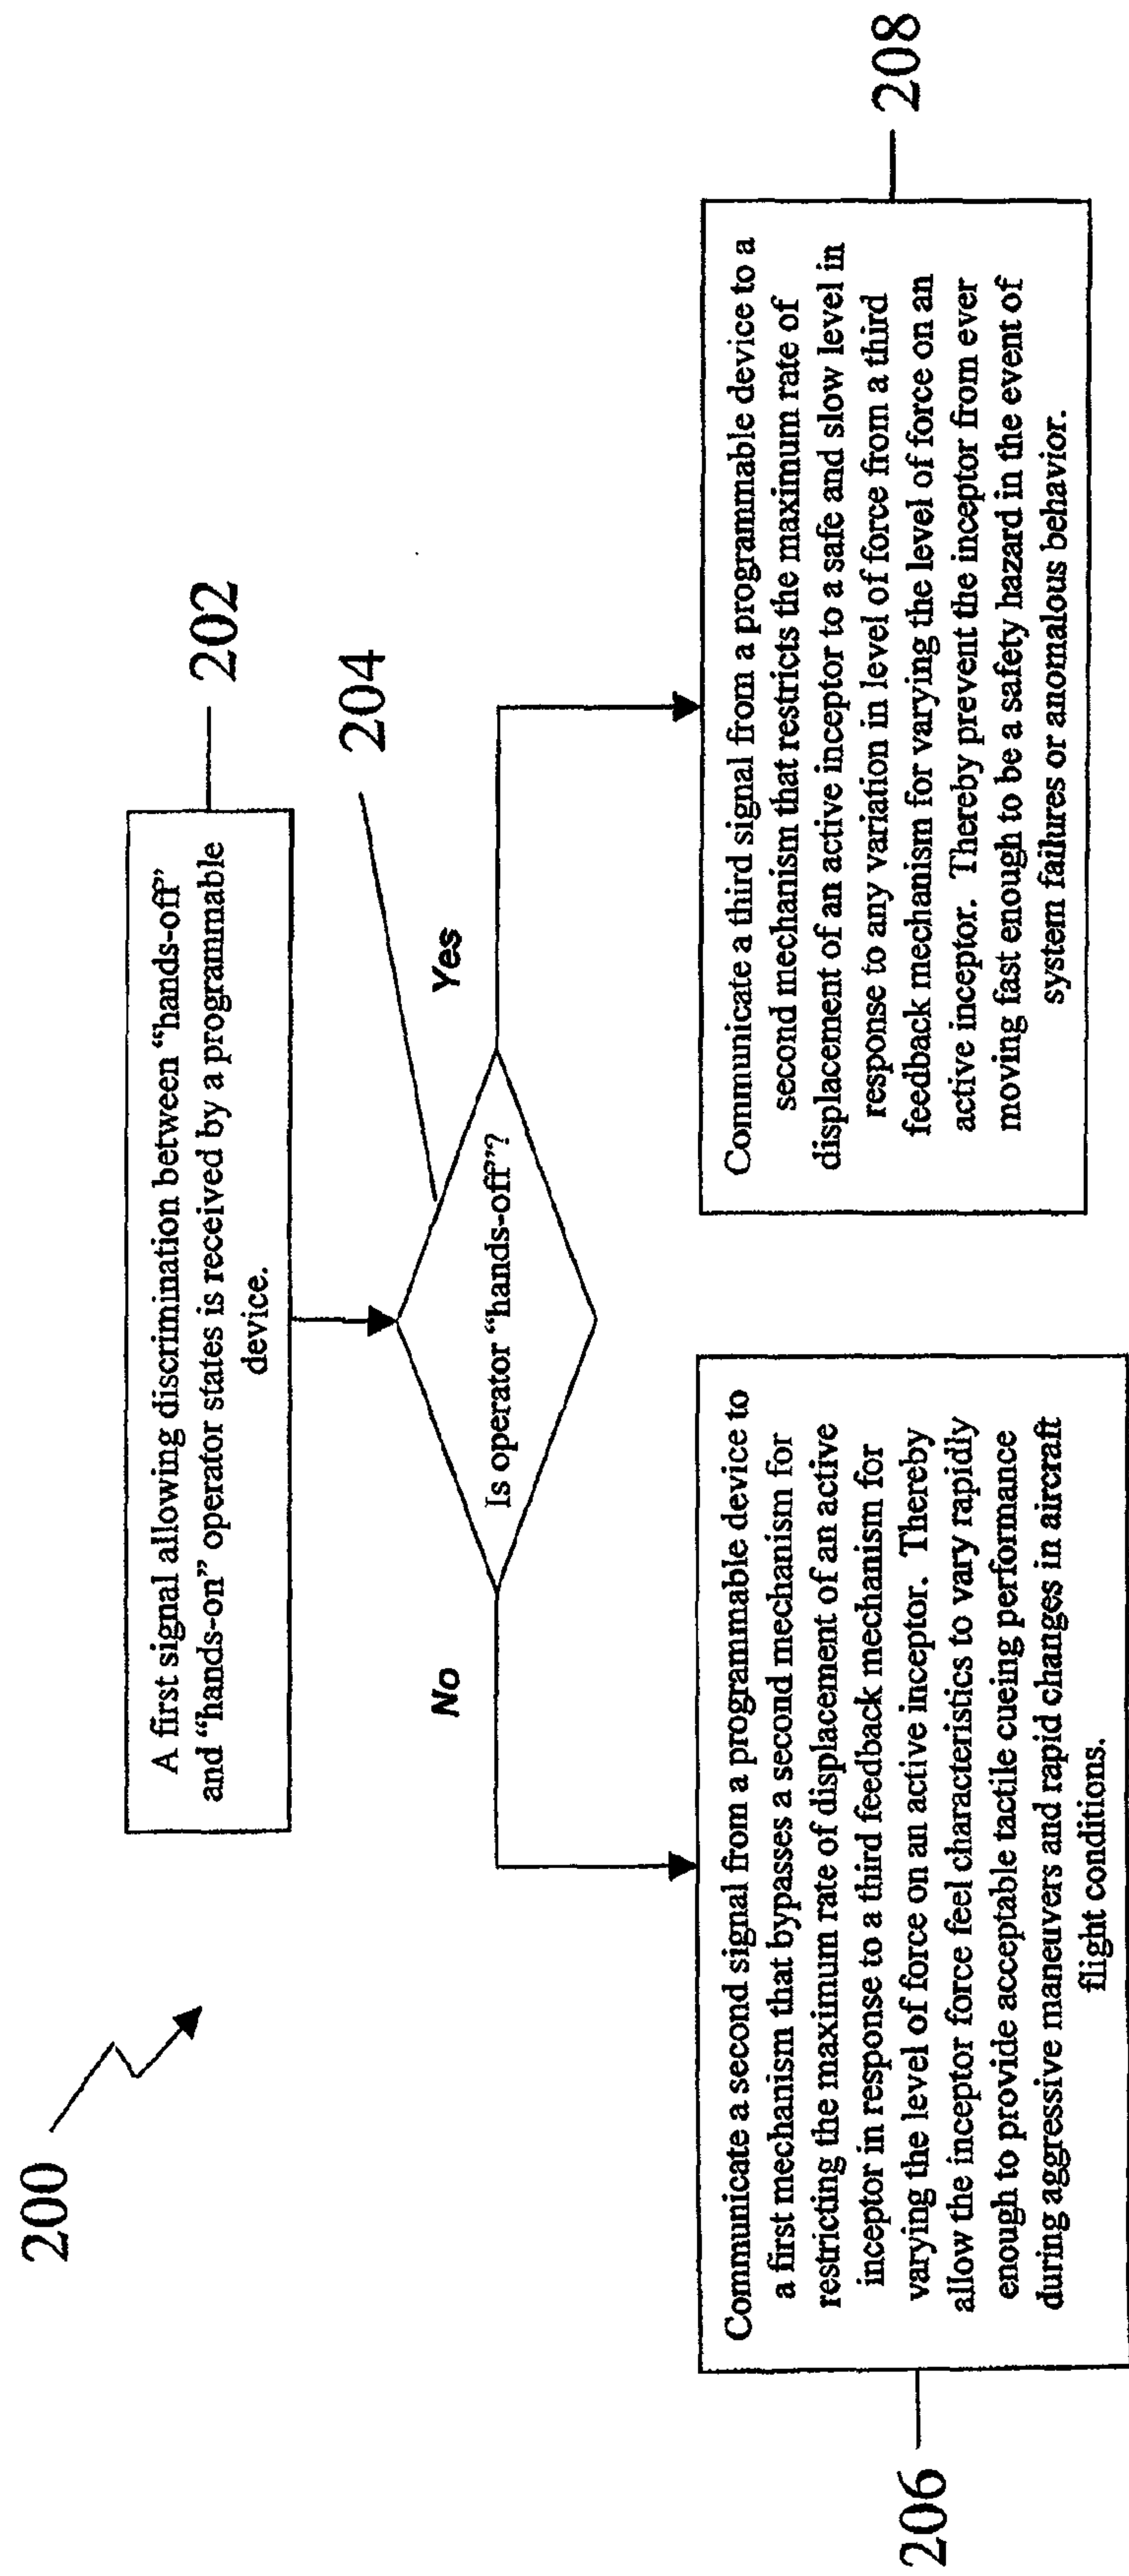 200
A first signal allowing discrimination between “hands-off”
and “hands-on” operator states is received by a programmable
device.
202
204
Is operator “hands-off”?
No
Yes
Communicate a second signal from a programmable device to
a first mechanism that bypasses a second mechanism for
restricting the maximum rate of displacement of an active
inceptor in response to a third feedback mechanism for
varying the level of force on an active inceptor. Thereby
allow the inceptor force feel characteristics to vary rapidly
enough to provide acceptable tactile cueing performance
during aggressive maneuvers and rapid changes in aircraft
flight conditions.
206
Communicate a third signal from a programmable device to a
second mechanism that restricts the maximum rate of
displacement of an active inceptor to a safe and slow level in
response to any variation in level of force from a third
feedback mechanism for varying the level of force on an
active inceptor. Thereby prevent the inceptor from ever
moving fast enough to be a safety hazard in the event of
system failures or anomalous behavior.
208